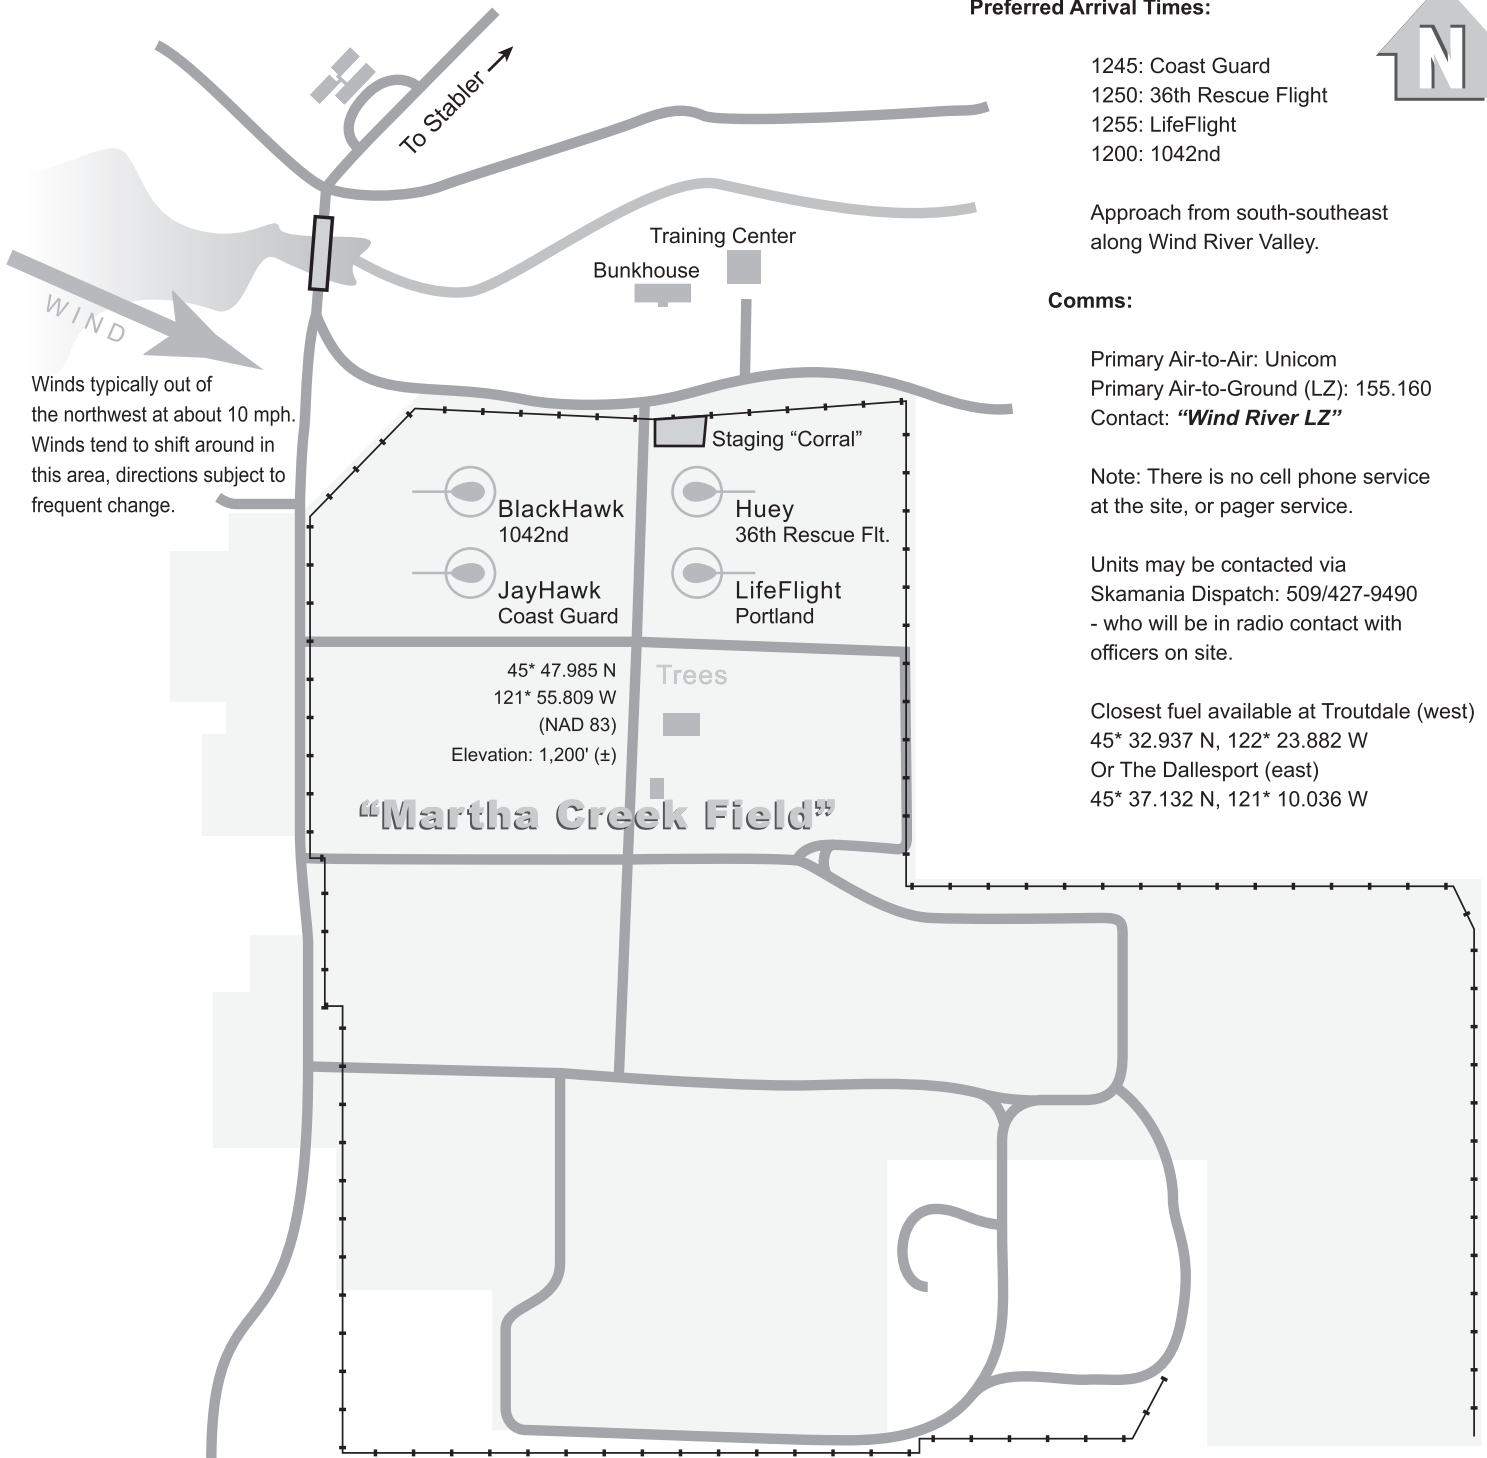 Preferred Arrival Times:
N
1245: Coast Guard
1250: 36th Rescue Flight
1255: LifeFlight
1200: 1042nd
Approach from south-southeast
along Wind River Valley.
Comms:
Primary Air-to-Air: Unicom
Primary Air-to-Ground (LZ): 155.160
Contact: “Wind River LZ”
Note: There is no cell phone service
at the site, or pager service.
Units may be contacted via
Skamania Dispatch: 509/427-9490
- who will be in radio contact with
officers on site.
Closest fuel available at Troutdale (west)
45* 32.937 N, 122* 23.882 W
Or The Dallesport (east)
45* 37.132 N, 121* 10.036 W
To Stabler
Training Center
Bunkhouse
WIND
Winds typically out of
the northwest at about 10 mph.
Winds tend to shift around in
this area, directions subject to
frequent change.
Staging “Corral”
BlackHawk
1042nd
Huey
36th Rescue Flt.
JayHawk
Coast Guard
LifeFlight
Portland
45* 47.985 N
121* 55.809 W
(NAD 83)
Elevation: 1,200' (±)
Trees
“Martha Creek Field”